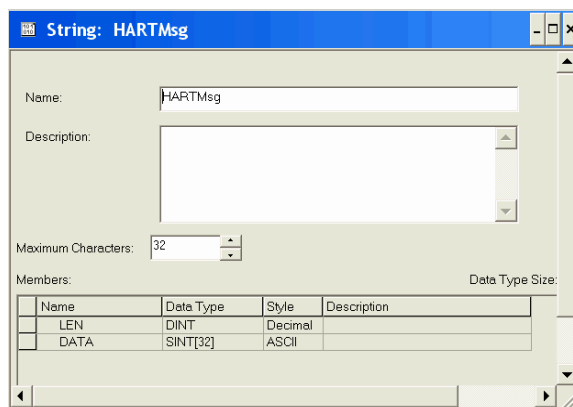 String: HARTMsg
Name: HARTMsg
Description:
Maximum Characters: 32
Members: Data Type Size:
Name Data Type Style Description
LEN DINT Decimal
DATA SINT[32] ASCII